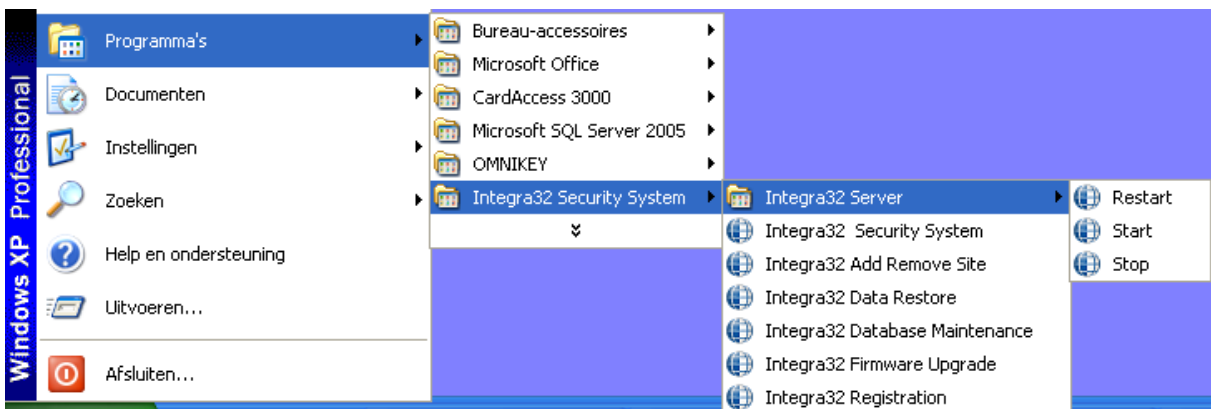 Windows XP Professional
Programma's
Documenten
Instellingen
Zoeken
Help en ondersteuning
Uitvoeren...
Afsluiten...
Bureau-accessoires
Microsoft Office
CardAccess 3000
Microsoft SQL Server 2005
OMNIKEY
Integra32 Security System
Integra32 Server
Integra32 Security System
Integra32 Add Remove Site
Integra32 Data Restore
Integra32 Database Maintenance
Integra32 Firmware Upgrade
Integra32 Registration
Restart
Start
Stop